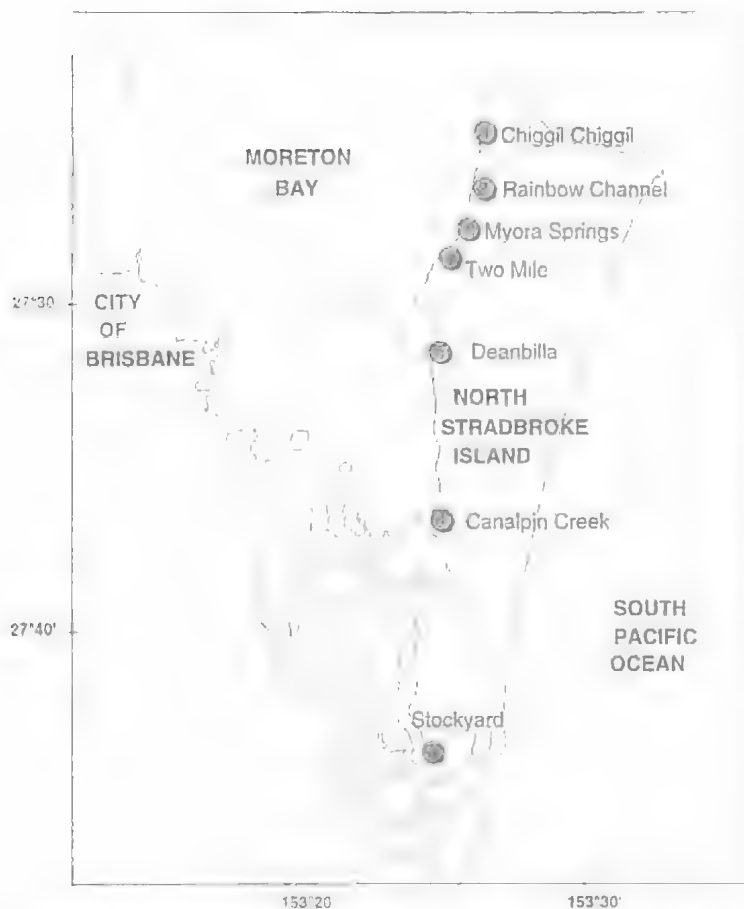 Chiggil Chiggil
MORETON
BAY
Rainbow Channel
Myora Springs
Two Mile
27°30
CITY
OF
BRISBANE
Deanbilla
NORTH
STRADBROKE
ISLAND
Canalpin Creek
27°40'
SOUTH
PACIFIC
OCEAN
Stockyard
153°20
153°30'